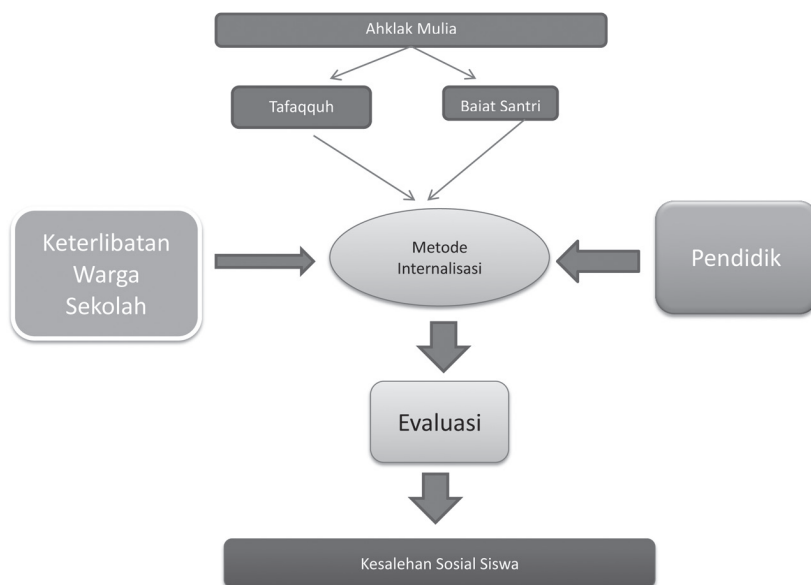 Ahklak Mulia
Tafaqquh
Baiat Santri
Keterlibatan
Warga
Sekolah
Metode
Internalisasi
Pendidik
Evaluasi
Kesalehan Sosial Siswa